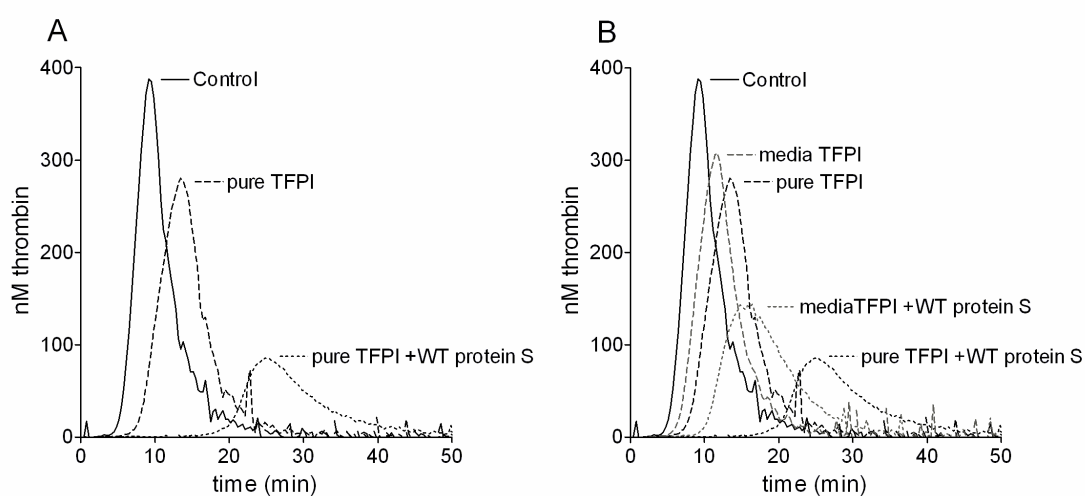 A
B
400
300
200
100
0
nM thrombin
Control
pure TFPI
pure TFPI +WT protein S
0
10
20
30
40
50
time (min)
400
300
200
100
0
nM thrombin
Control
media TFPI
pure TFPI
mediaTFPI +WT protein S
pure TFPI +WT protein S
0
10
20
30
40
50
time (min)